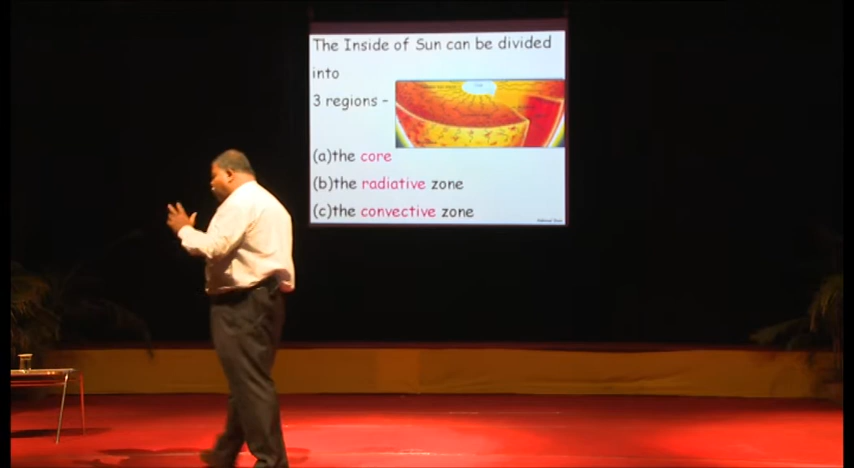 The Inside of Sun can be divided
into
3 regions -
(a)the core
(b)the radiative zone
(c)the convective zone